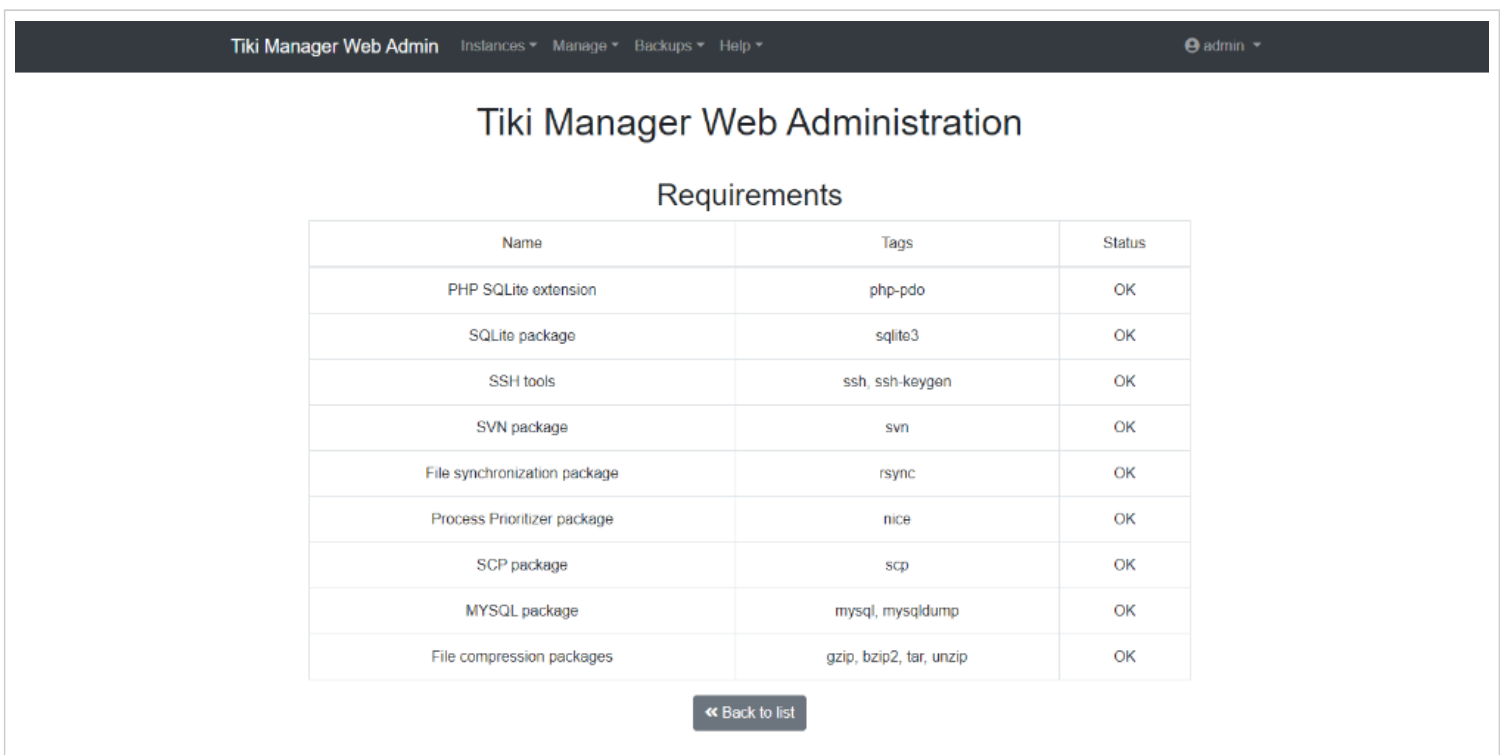 Tiki Manager Web Admin Instances Manage Backups Help admin
Tiki Manager Web Administration
Requirements
Name Tags Status
PHP SQLite extension php-pdo OK
SQLite package sqlite3 OK
SSH tools ssh, ssh-keygen OK
SVN package svn OK
File synchronization package rsync OK
Process Prioritizer package nice OK
SCP package scp OK
MYSQL package mysql, mysqldump OK
File compression packages gzip, bzip2, tar, unzip OK
Back to list